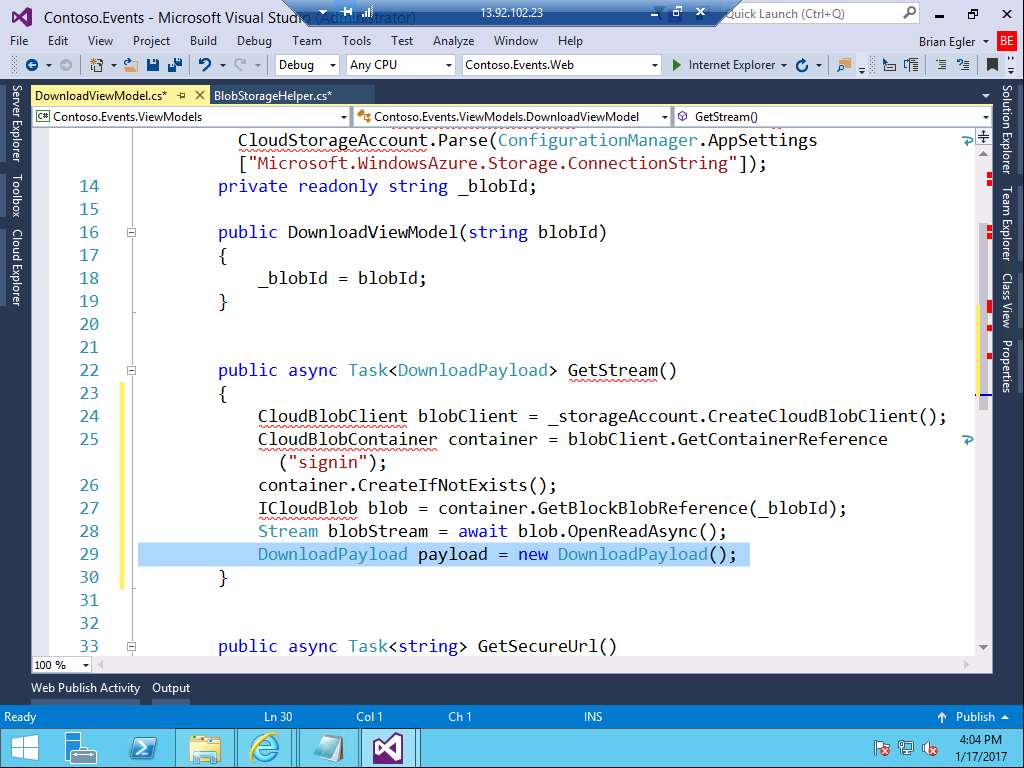 Contoso.Events - Microsoft Visual Studio (Administrator)
13.92.102.23
Quick Launch (Ctrl+Q)
File Edit View Project Build Debug Team Tools Test Analyze Window Help
Brian Egler BE
Debug Any CPU Contoso.Events.Web Internet Explorer
DownloadViewModel.cs* BlobStorageHelper.cs*
C# Contoso.Events.ViewModels Contoso.Events.ViewModels.DownloadViewModel GetStream()
Server Explorer
Toolbox
Cloud Explorer
CloudStorageAccount.Parse(ConfigurationManager.AppSettings
["Microsoft.WindowsAzure.Storage.ConnectionString"]);
14 private readonly string _blobId;
15
16 public DownloadViewModel(string blobId)
17 {
18 _blobId = blobId;
19 }
20
21
22 public async Task<DownloadPayload> GetStream()
23 {
24 CloudBlobClient blobClient = _storageAccount.CreateCloudBlobClient();
25 CloudBlobContainer container = blobClient.GetContainerReference
("signin");
26 container.CreateIfNotExists();
27 ICloudBlob blob = container.GetBlockBlobReference(_blobId);
28 Stream blobStream = await blob.OpenReadAsync();
29 DownloadPayload payload = new DownloadPayload();
30 }
31
32
33 public async Task<string> GetSecureUrl()
Solution Explorer
Team Explorer
Class View
Properties
100 %
Web Publish Activity Output
Ready Ln 30 Col 1 Ch 1 INS Publish
4:04 PM
1/17/2017